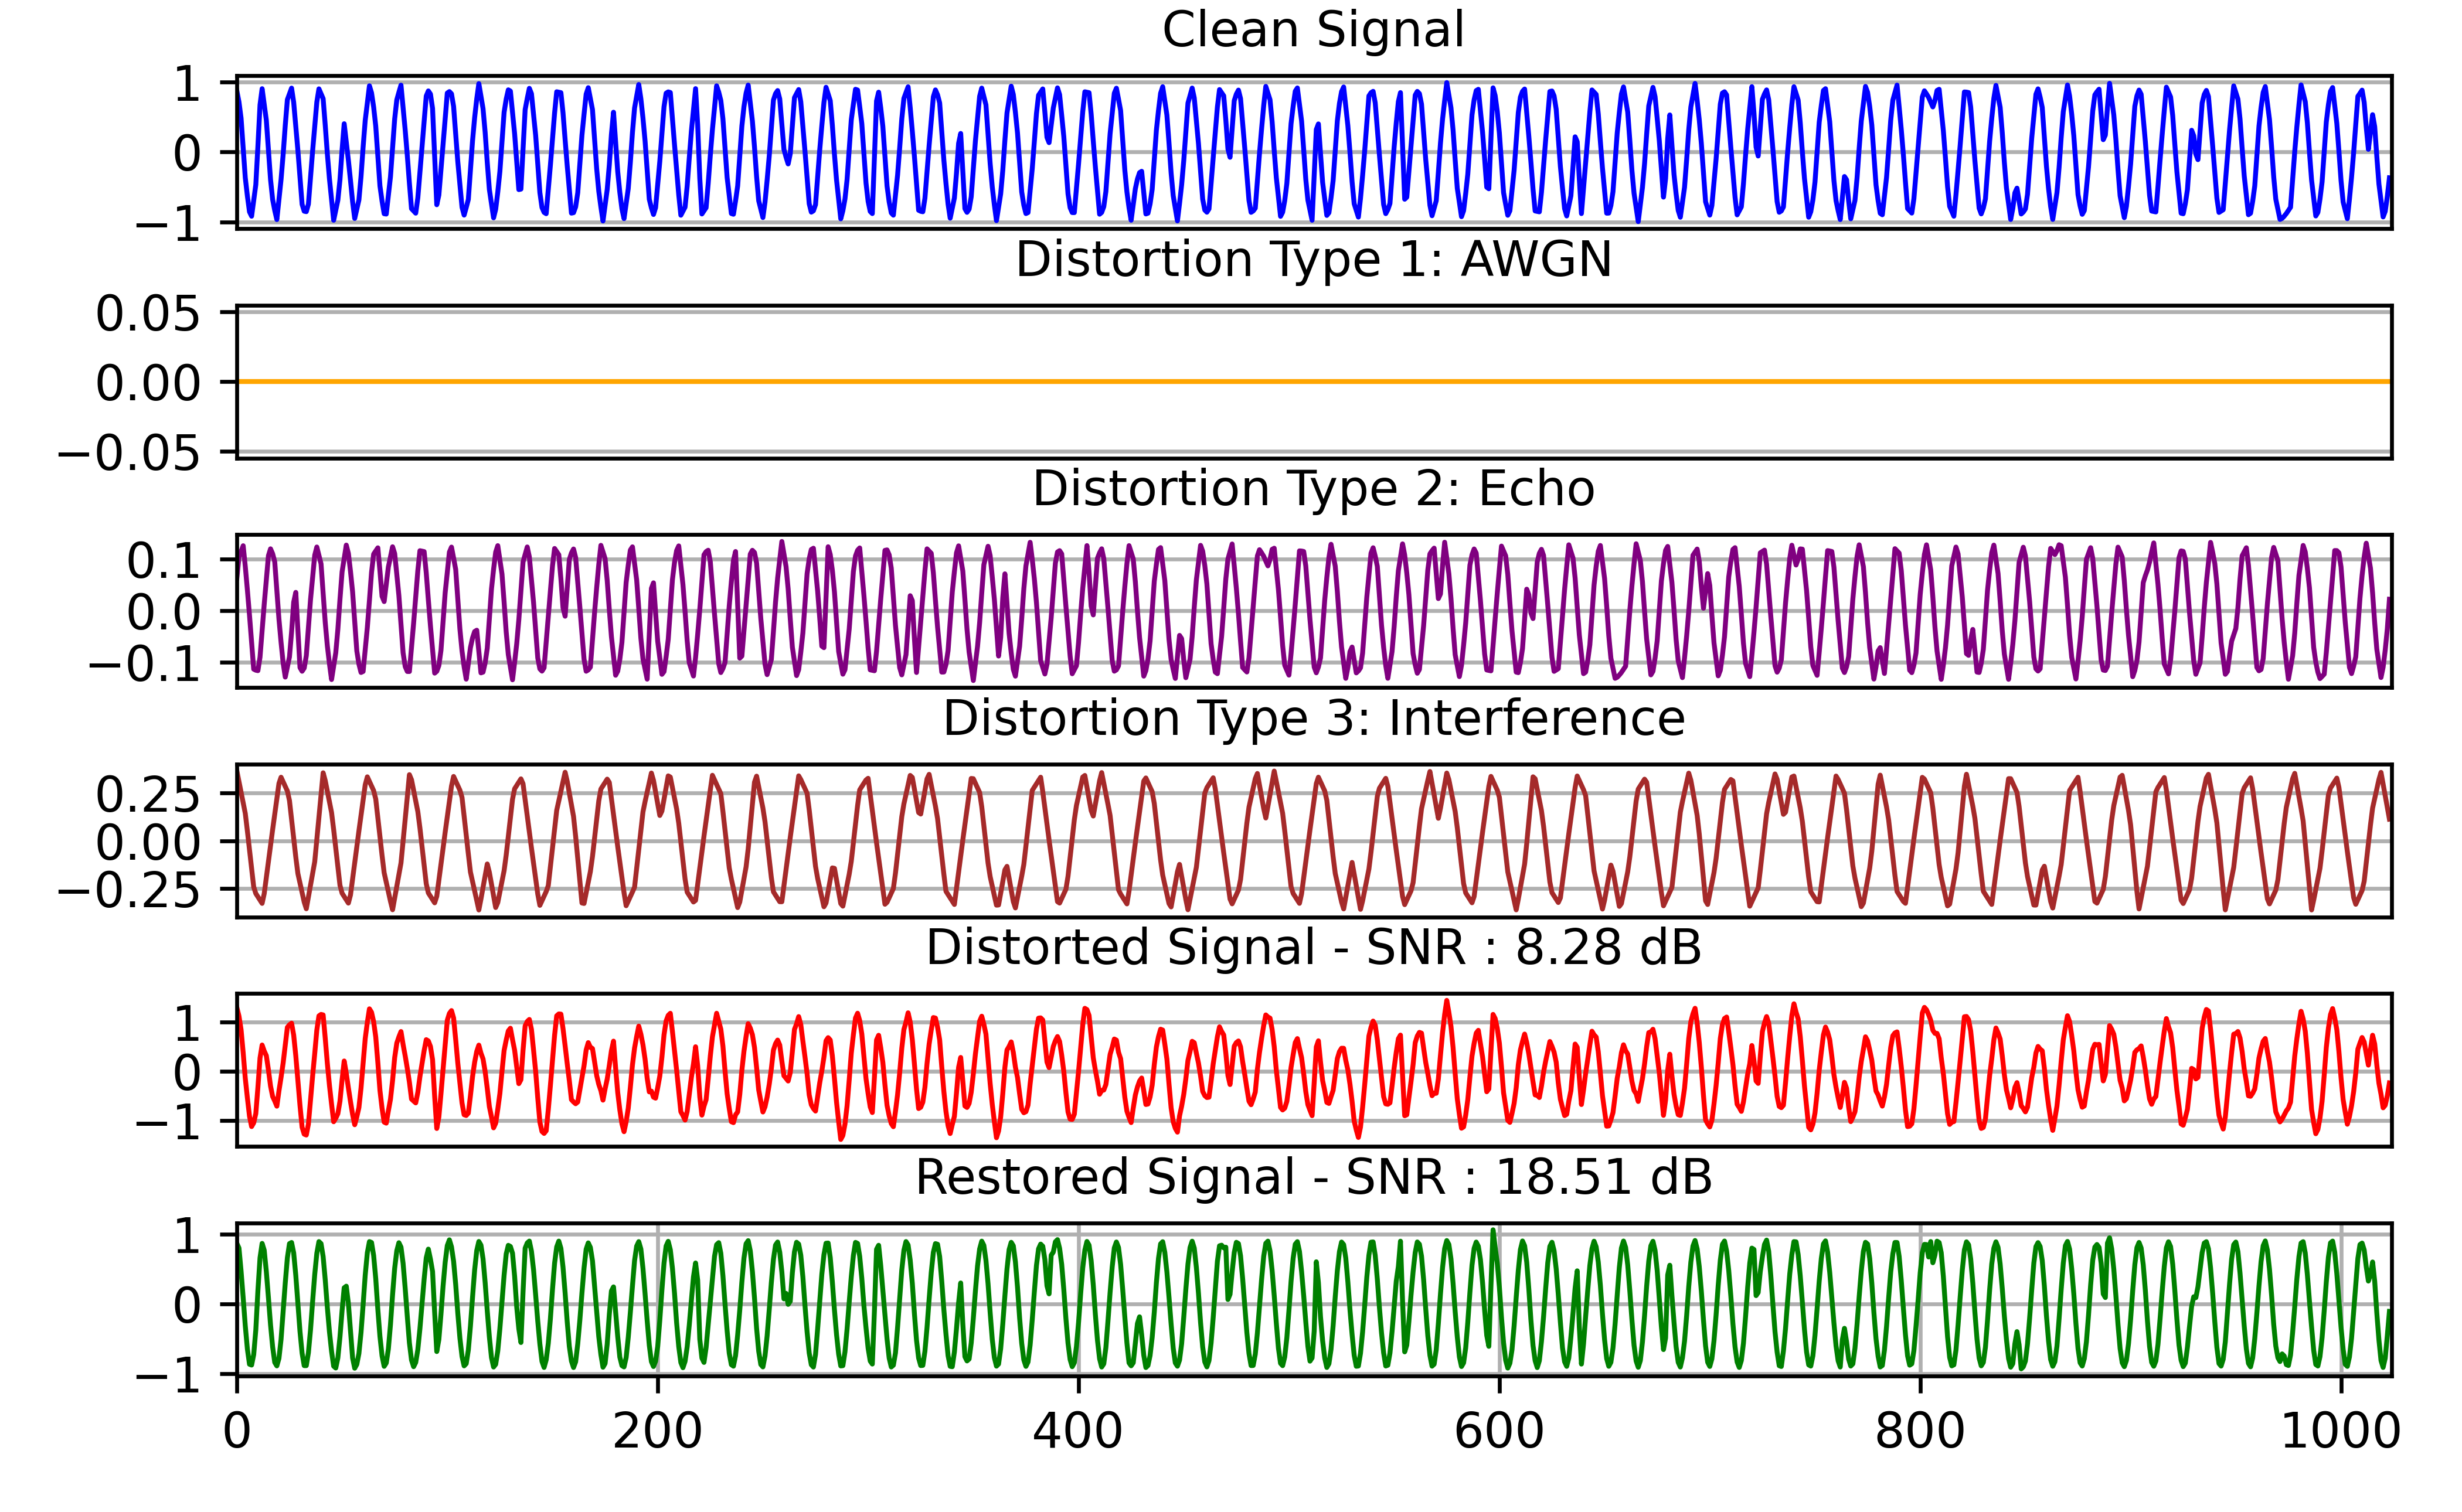 Clean Signal
1
0
−1
Distortion Type 1: AWGN
0.05
0.00
−0.05
Distortion Type 2: Echo
0.1
0.0
−0.1
Distortion Type 3: Interference
0.25
0.00
−0.25
Distorted Signal - SNR : 8.28 dB
1
0
−1
Restored Signal - SNR : 18.51 dB
1
0
−1
0 200 400 600 800 1000